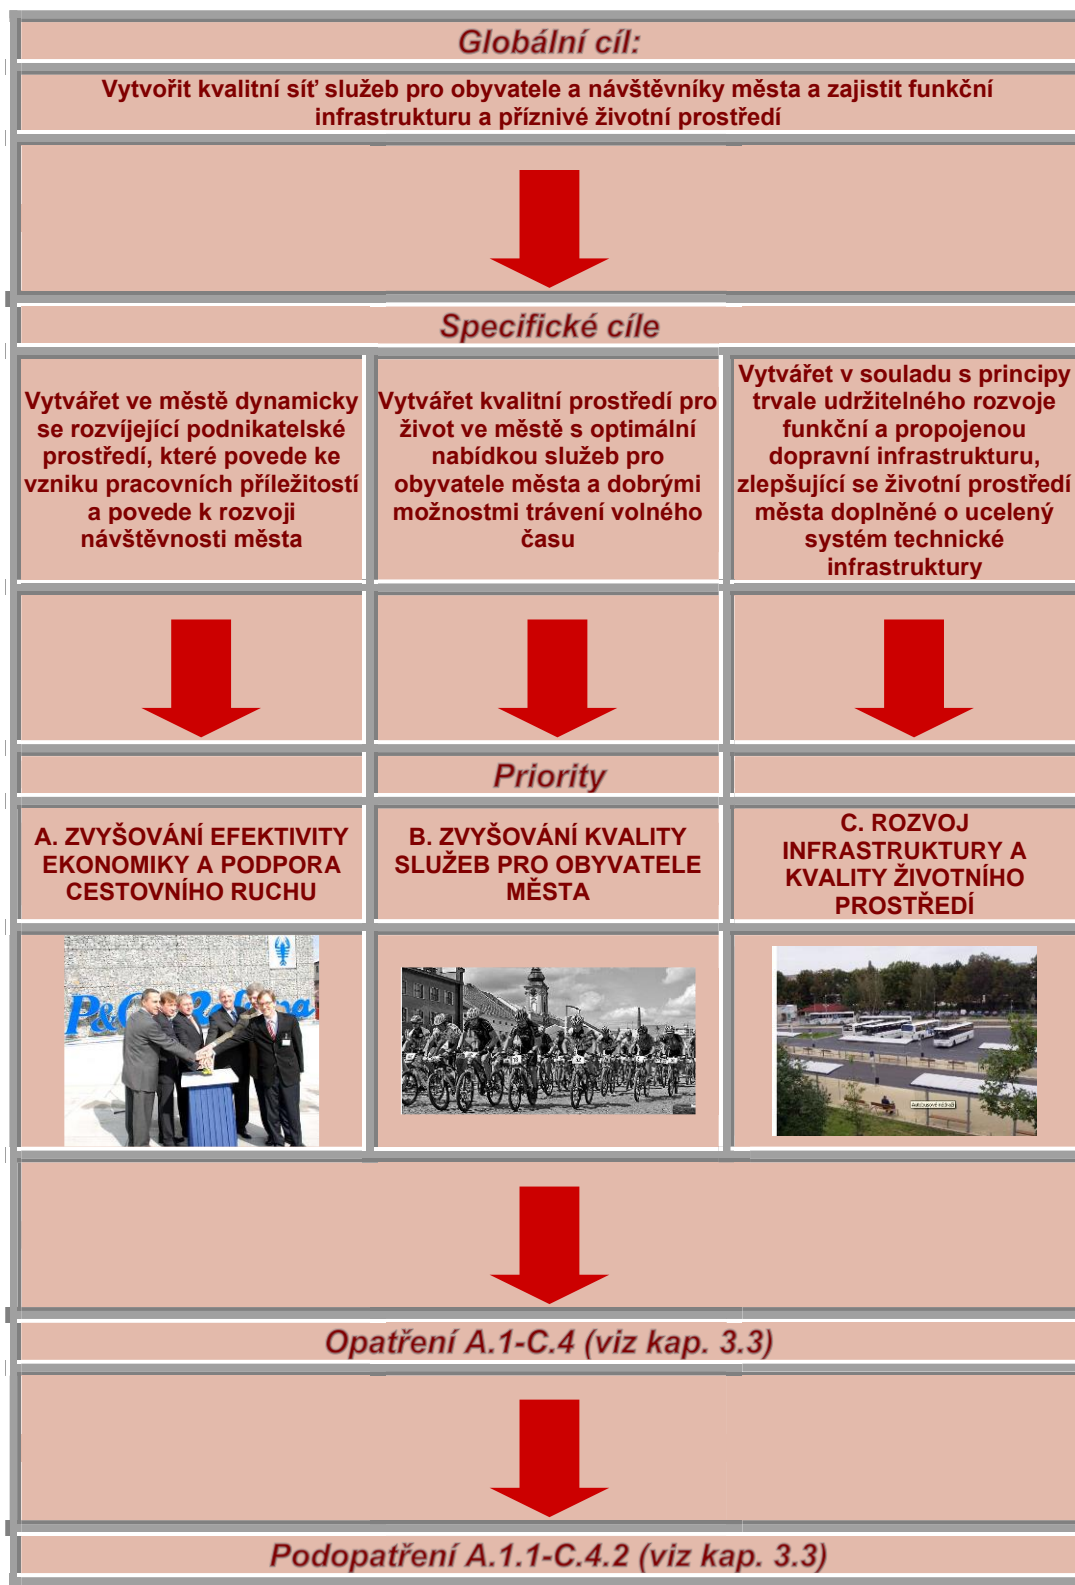 Globální cíl:
Vytvořit kvalitní síť služeb pro obyvatele a návštěvníky města a zajistit funkční
infrastrukturu a příznivé životní prostředí
Specifické cíle
Vytvářet ve městě dynamicky
se rozvíjející podnikatelské
prostředí, které povede ke
vzniku pracovních příležitostí
a povede k rozvoji
návštěvnosti města
Vytvářet kvalitní prostředí pro
život ve městě s optimální
nabídkou služeb pro
obyvatele města a dobrými
možnostmi trávení volného
času
Vytvářet v souladu s principy
trvale udržitelného rozvoje
funkční a propojenou
dopravní infrastrukturu,
zlepšující se životní prostředí
města doplněné o ucelený
systém technické
infrastruktury
Priority
A. ZVYŠOVÁNÍ EFEKTIVITY
EKONOMIKY A PODPORA
CESTOVNÍHO RUCHU
B. ZVYŠOVÁNÍ KVALITY
SLUŽEB PRO OBYVATELE
MĚSTA
C. ROZVOJ
INFRASTRUKTURY A
KVALITY ŽIVOTNÍHO
PROSTŘEDÍ
P&G
Autobusové nádraží
Opatření A.1-C.4 (viz kap. 3.3)
Podopatření A.1.1-C.4.2 (viz kap. 3.3)